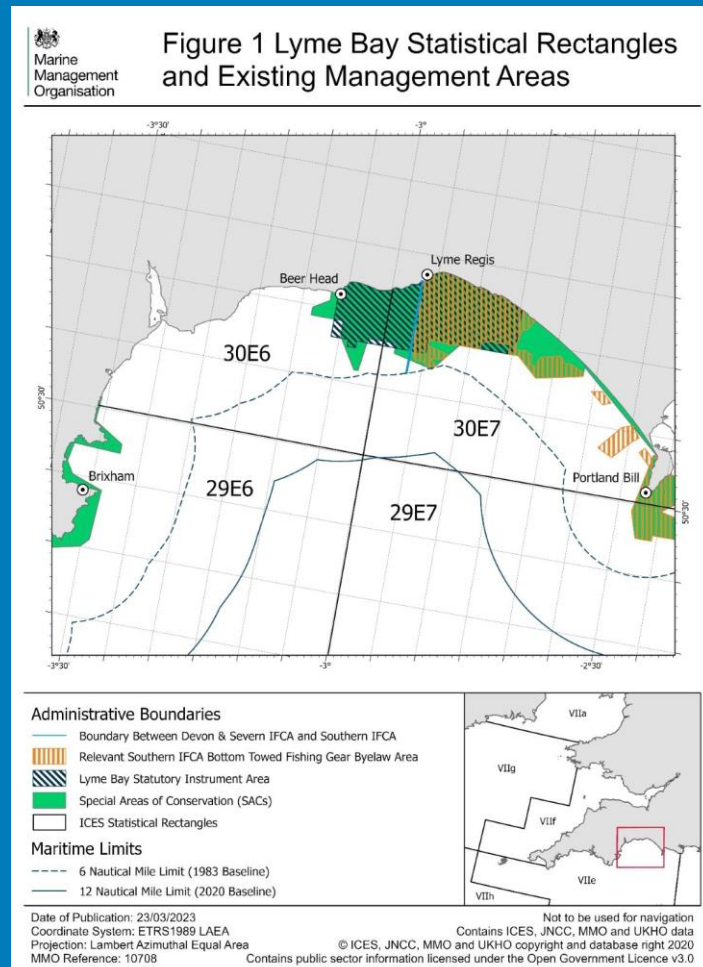 Marine
Management
Organisation
Figure 1 Lyme Bay Statistical Rectangles
and Existing Management Areas
-3°30'
-3°
Lyme Regis
Beer Head
30E6
50°30'
30E7
Brixham
29E6
Portland Bill
29E7
50°30'
-3°30'
-3°
-2°30'
Administrative Boundaries
Boundary Between Devon & Severn IFCA and Southern IFCA
Relevant Southern IFCA Bottom Towed Fishing Gear Byelaw Area
Lyme Bay Statutory Instrument Area
Special Areas of Conservation (SACs)
ICES Statistical Rectangles
Maritime Limits
6 Nautical Mile Limit (1983 Baseline)
12 Nautical Mile Limit (2020 Baseline)
VIIa
VIIg
VIIf
VIIe
VIIh
Date of Publication: 23/03/2023
Coordinate System: ETRS1989 LAEA
Projection: Lambert Azimuthal Equal Area
MMO Reference: 10708
Not to be used for navigation
Contains ICES, JNCC, MMO and UKHO data
© ICES, JNCC, MMO and UKHO copyright and database right 2020
Contains public sector information licensed under the Open Government Licence v3.0